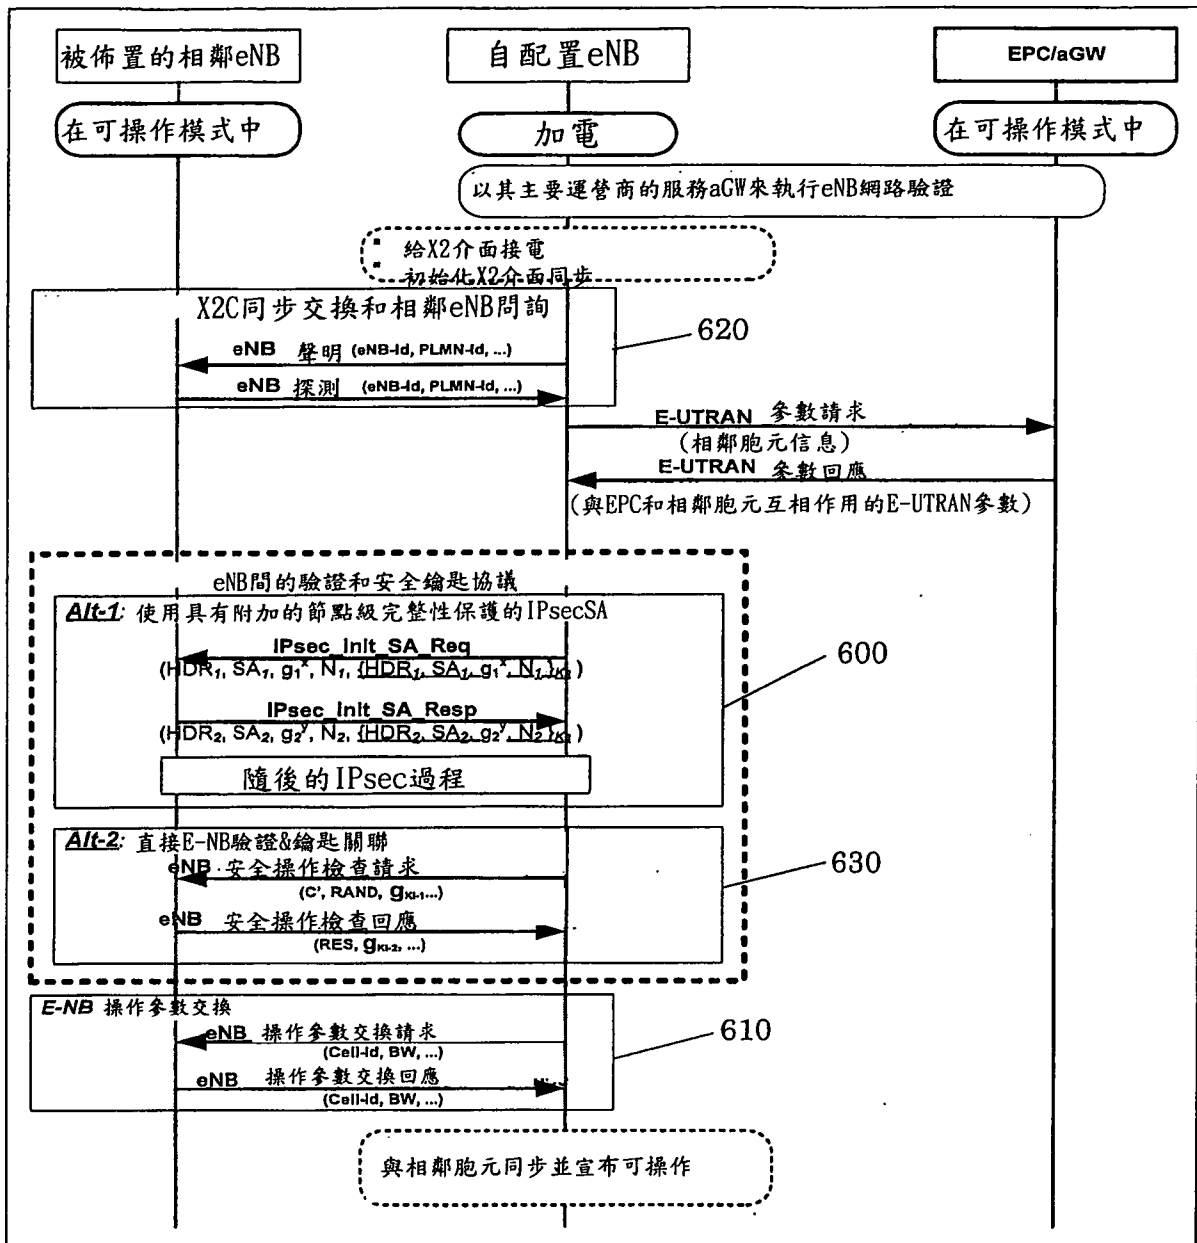 被佈置的相鄰eNB
自配置eNB
EPC/aGW
在可操作模式中
加電
在可操作模式中
以其主要運營商的服務aGW來執行eNB網路驗證
▪ 給X2介面接電
▪ 初始化X2介面同步
X2C同步交換和相鄰eNB問詢
620
eNB 聲明 (eNB-Id, PLMN-Id, ...)
eNB 探測 (eNB-Id, PLMN-Id, ...)
E-UTRAN 參數請求
(相鄰胞元信息)
E-UTRAN 參數回應
(與EPC和相鄰胞元互相作用的E-UTRAN參數)
eNB間的驗證和安全鑰匙協議
Alt-1: 使用具有附加的節點級完整性保護的IPsecSA
600
IPsec_Init_SA_Req
(HDR₁, SA₁, g₁ˣ, N₁, {HDR₁, SA₁, g₁ˣ, N₁}
IPsec_Init_SA_Resp
(HDR₂, SA₂, g₂ʸ, N₂, {HDR₂, SA₂, g₂ʸ, N₂}
隨後的IPsec過程
Alt-2: 直接E-NB驗證&鑰匙關聯
630
eNB 安全操作檢查請求
(C', RAND, g_KI-1...)
eNB 安全操作檢查回應
(RES, g_KI-2, ...)
E-NB 操作參數交換
610
eNB 操作參數交換請求
(Cell-Id, BW, ...)
eNB 操作參數交換回應
(Cell-Id, BW, ...)
與相鄰胞元同步並宣布可操作